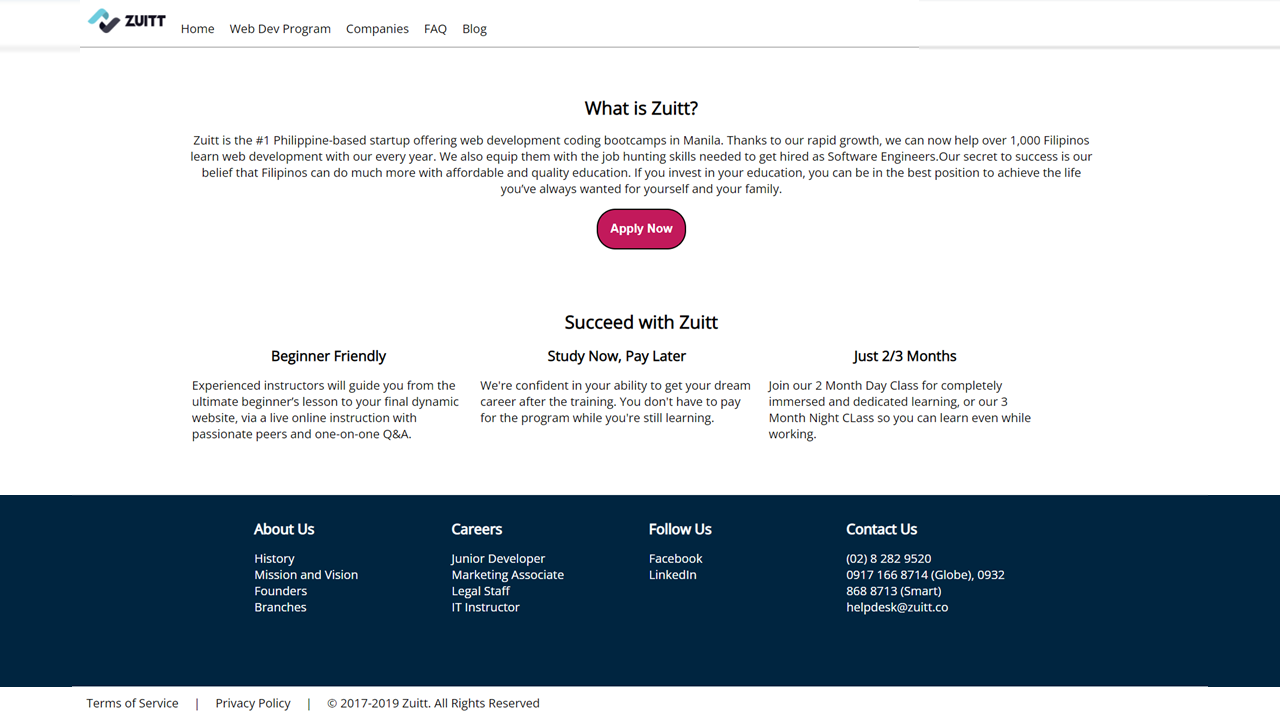 ZUITT
Home Web Dev Program Companies FAQ Blog
What is Zuitt?
Zuitt is the #1 Philippine-based startup offering web development coding bootcamps in Manila. Thanks to our rapid growth, we can now help over 1,000 Filipinos
learn web development with our every year. We also equip them with the job hunting skills needed to get hired as Software Engineers.Our secret to success is our
belief that Filipinos can do much more with affordable and quality education. If you invest in your education, you can be in the best position to achieve the life
you’ve always wanted for yourself and your family.
Apply Now
Succeed with Zuitt
Beginner Friendly
Experienced instructors will guide you from the
ultimate beginner’s lesson to your final dynamic
website, via a live online instruction with
passionate peers and one-on-one Q&A.
Study Now, Pay Later
We're confident in your ability to get your dream
career after the training. You don't have to pay
for the program while you're still learning.
Just 2/3 Months
Join our 2 Month Day Class for completely
immersed and dedicated learning, or our 3
Month Night CLass so you can learn even while
working.
About Us
History
Mission and Vision
Founders
Branches
Careers
Junior Developer
Marketing Associate
Legal Staff
IT Instructor
Follow Us
Facebook
LinkedIn
Contact Us
(02) 8 282 9520
0917 166 8714 (Globe), 0932
868 8713 (Smart)
helpdesk@zuitt.co
Terms of Service | Privacy Policy | © 2017-2019 Zuitt. All Rights Reserved